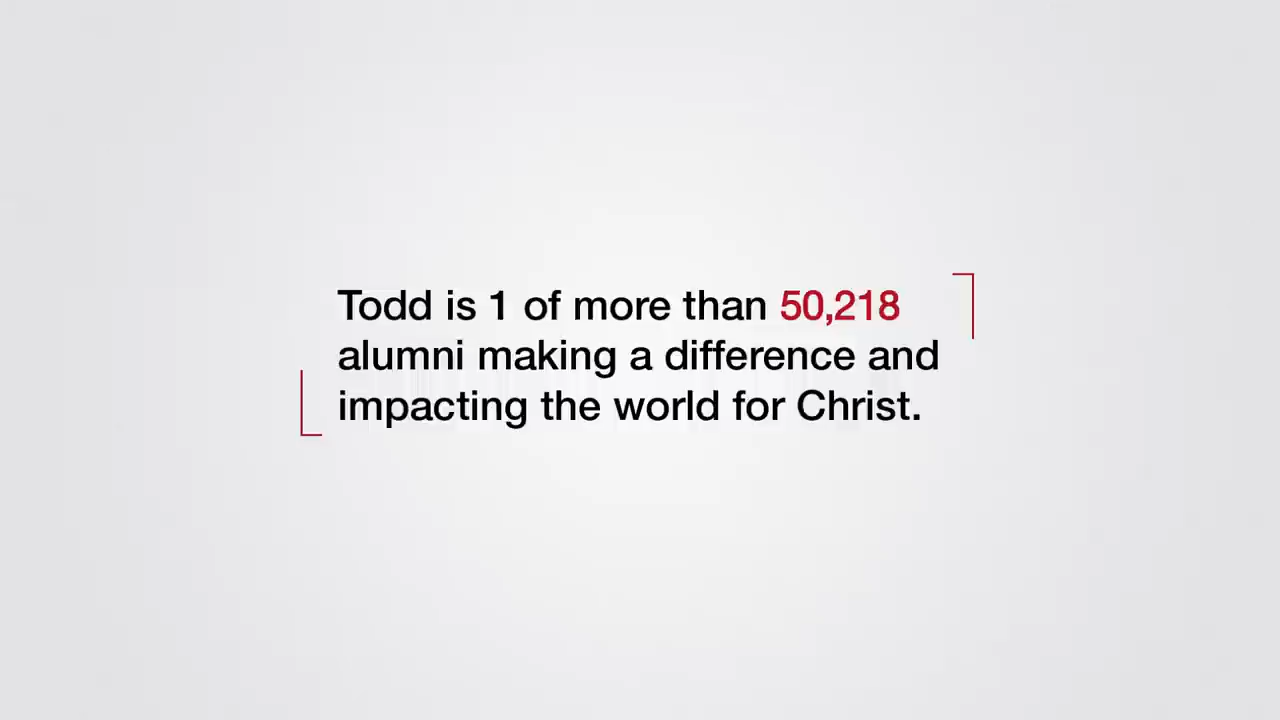 Todd is 1 of more than 50,218
alumni making a difference and
impacting the world for Christ.